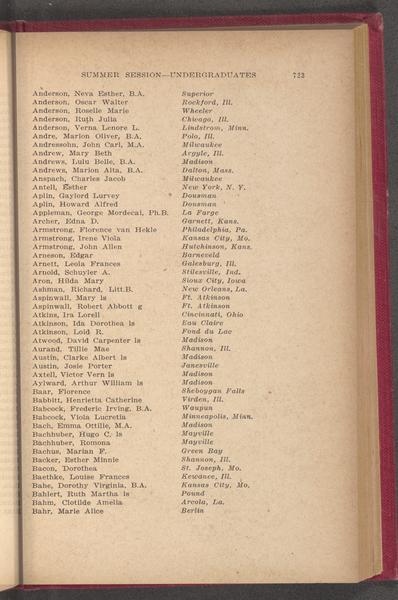 SUMMER SESSION—UNDERGRADUATES 723
Anderson, Neva Esther, B.A. Superior
Anderson, Oscar Walter Rockford, Ill.
Anderson, Roselle Marie Wheeler
Anderson, Ruth Julia Chicago, Ill.
Anderson, Verna Lenore L. Lindstrom, Minn.
Andre, Marion Oliver, B.A. Polo, Ill.
Andressohn, John Carl, M.A. Milwaukee
Andrew, Mary Beth Argyle, Ill.
Andrews, Lulu Belle, B.A. Madison
Andrews, Marion Alta, B.A. Dalton, Mass.
Anspach, Charles Jacob Milwaukee
Antell, Esther New York, N. Y.
Aplin, Gaylord Lurvey Dousman
Aplin, Howard Alfred Dousman
Appleman, George Mordecai, Ph.B. La Farge
Archer, Edna D. Garnett, Kans.
Armstrong, Florence van Hekle Philadelphia, Pa.
Armstrong, Irene Viola Kansas City, Mo.
Armstrong, John Allen Hutchinson, Kans.
Arneson, Edgar Barneveld
Arnett, Leola Frances Galesburg, Ill.
Arnold, Schuyler A. Stilesville, Ind.
Aron, Hilda Mary Sioux City, Iowa
Ashman, Richard, Litt.B. New Orleans, La.
Aspinwall, Mary ls Ft. Atkinson
Aspinwall, Robert Abbott g Ft. Atkinson
Atkins, Ira Lorell Cincinnati, Ohio
Atkinson, Ida Dorothea ls Eau Claire
Atkinson, Loid R. Fond du Lac
Atwood, David Carpenter ls Madison
Aurand, Tillie Mae Shannon, Ill.
Austin, Clarke Albert ls Madison
Austin, Josie Porter Janesville
Axtell, Victor Vern ls Madison
Aylward, Arthur William ls Madison
Baar, Florence Sheboygan Falls
Babbitt, Henrietta Catherine Virden, Ill.
Babcock, Frederic Irving, B.A. Waupun
Babcock, Viola Lucretia Minneapolis, Minn.
Bach, Emma Ottilie, M.A. Madison
Bachhuber, Hugo C. ls Mayville
Bachhuber, Romona Mayville
Bachus, Marian F. Green Bay
Backer, Esther Minnie Shannon, Ill.
Bacon, Dorothea St. Joseph, Mo.
Baethke, Louise Frances Kewanee, Ill.
Bahe, Dorothy Virginia, B.A. Kansas City, Mo.
Bahlert, Ruth Martha ls Pound
Bahm, Clotilde Amelia Arcola, La.
Bahr, Marie Alice Berlin